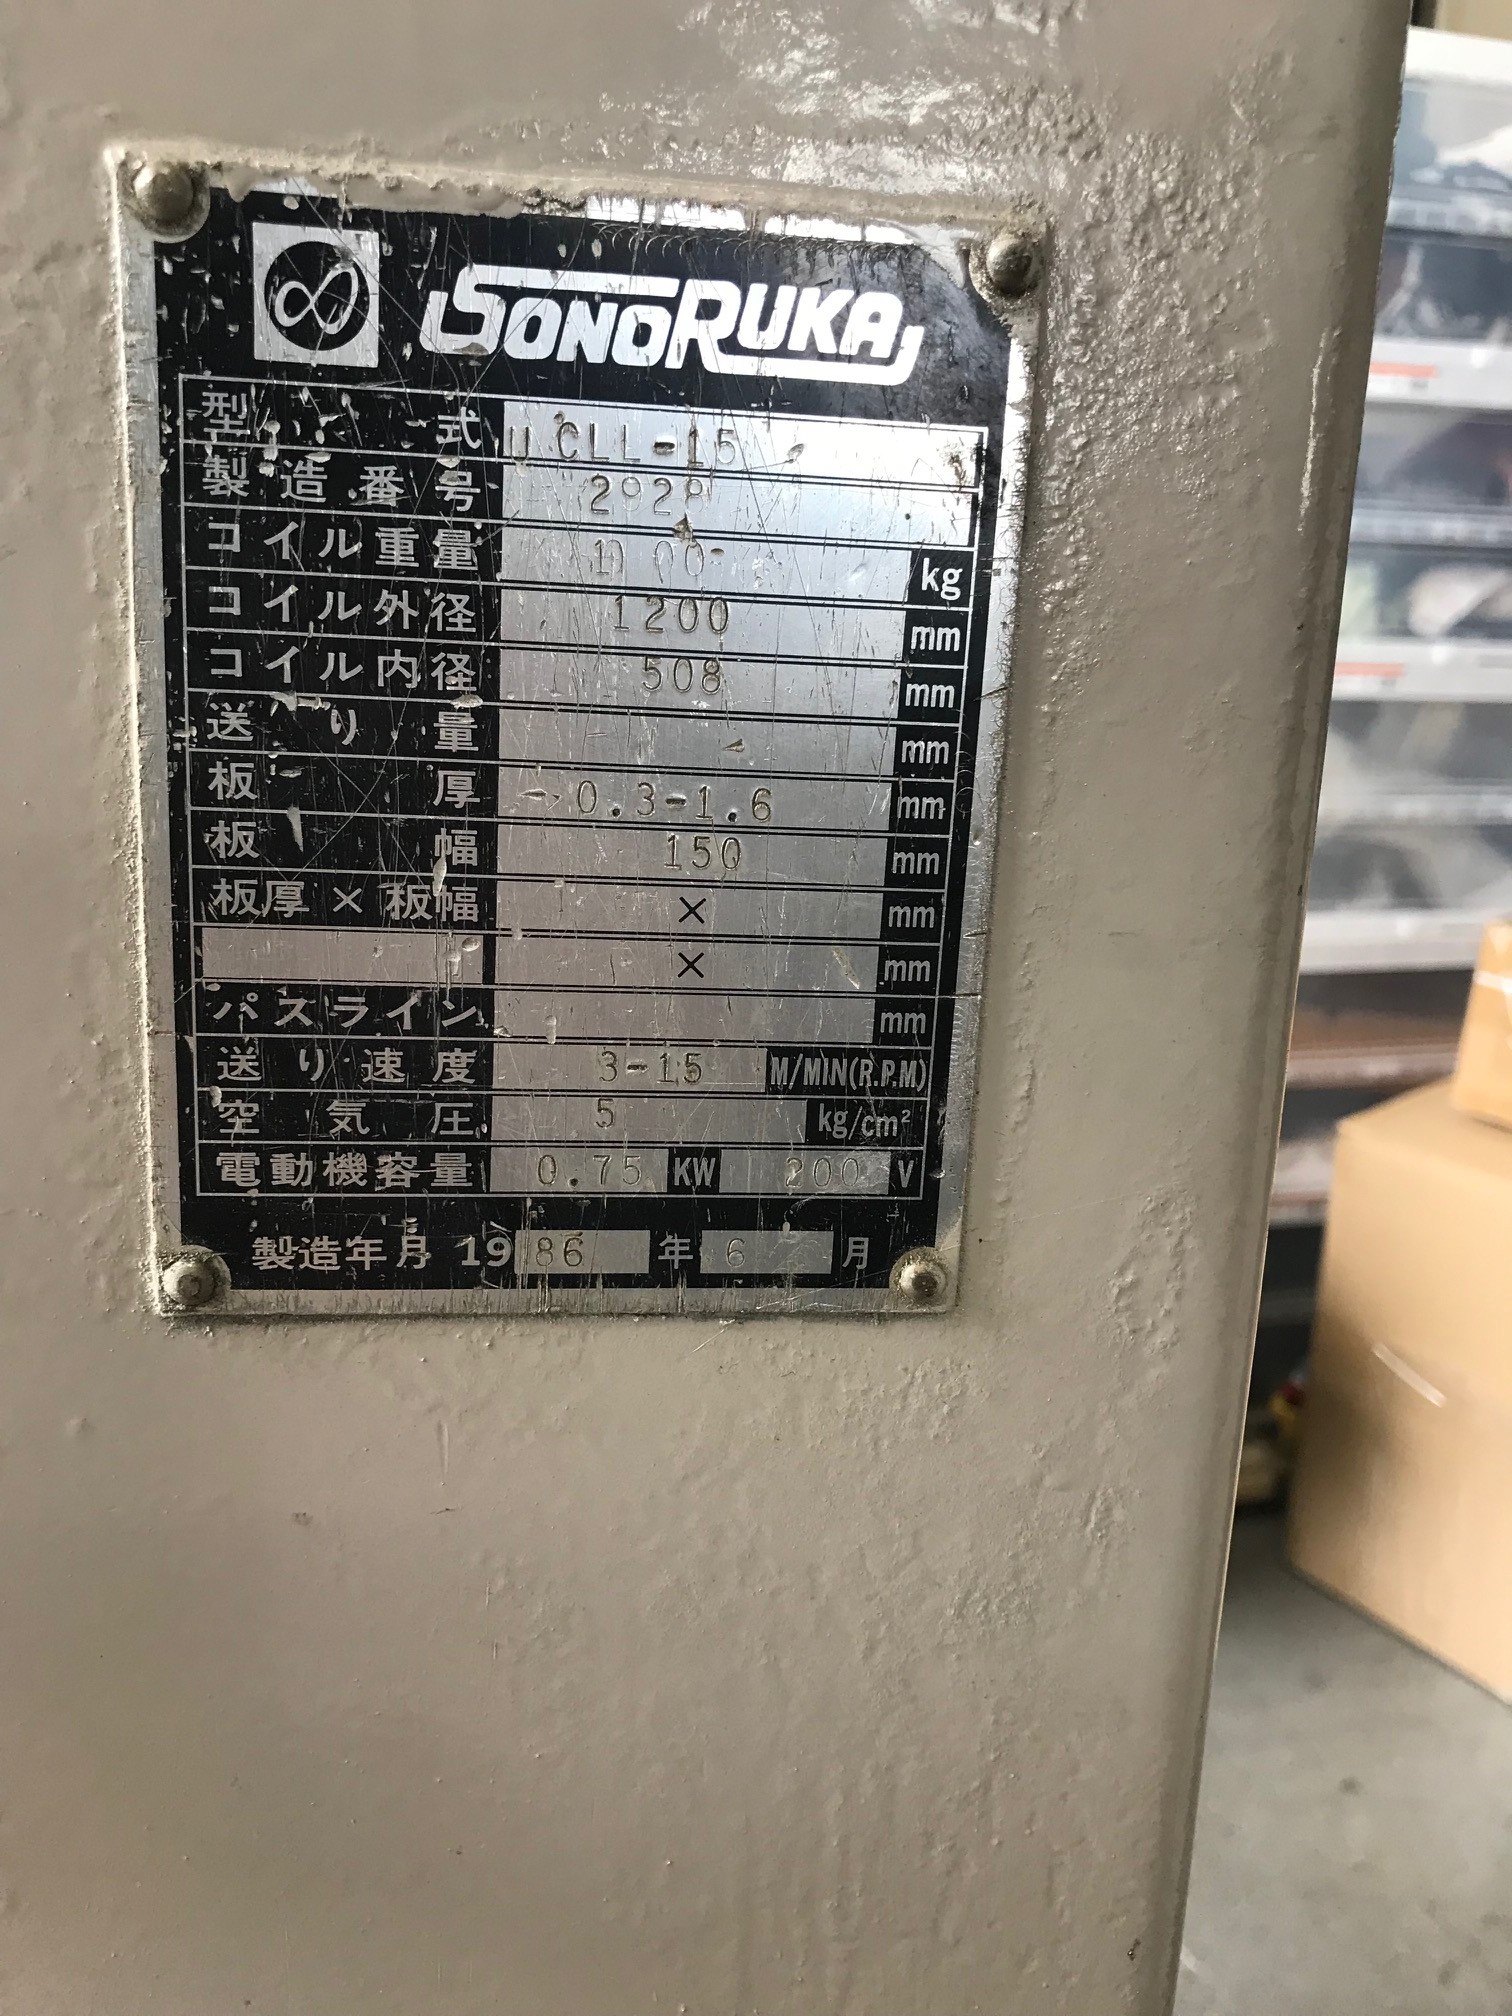 SONORUKA
型式 UCLL-15
製造番号 2928
コイル重量 kg
コイル外径 1200 mm
コイル内径 508 mm
送り量 mm
板厚 0.3-1.6 mm
板幅 150 mm
板厚×板幅 × mm
× mm
パスライン mm
送り速度 3-15 M/MIN(R.P.M)
空気圧 5 kg/cm²
電動機容量 0.75 KW 200 V
製造年月 1986年6月